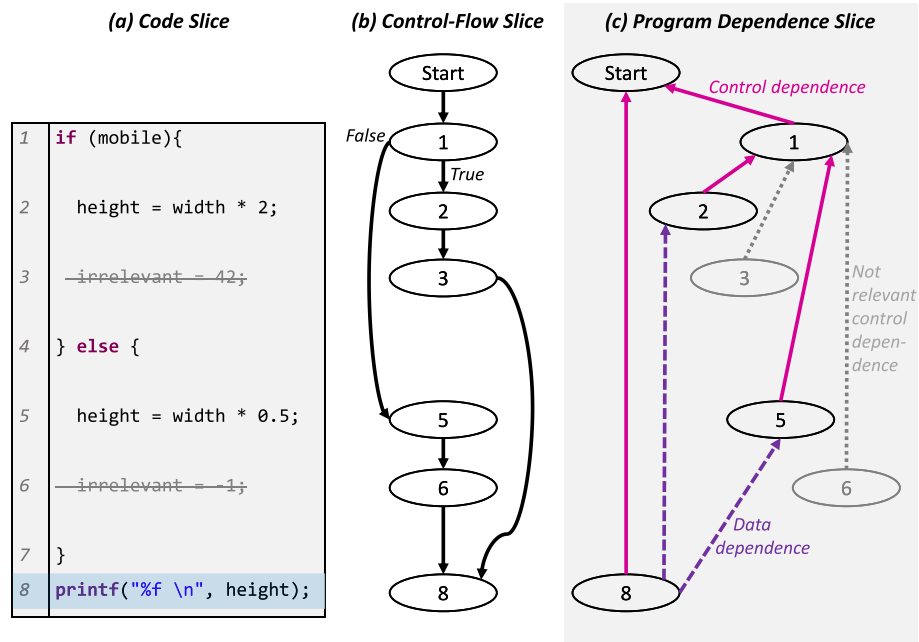 (a) Code Slice
1 if (mobile){
2 height = width * 2;
3 irrelevant = 42;
4 } else {
5 height = width * 0.5;
6 irrelevant = -1;
7 }
8 printf("%f \n", height);
(b) Control-Flow Slice
Start
False
1
True
2
3
5
6
8
(c) Program Dependence Slice
Start
Control dependence
1
2
3
Not
relevant
control
depen-
dence
5
6
Data
dependence
8